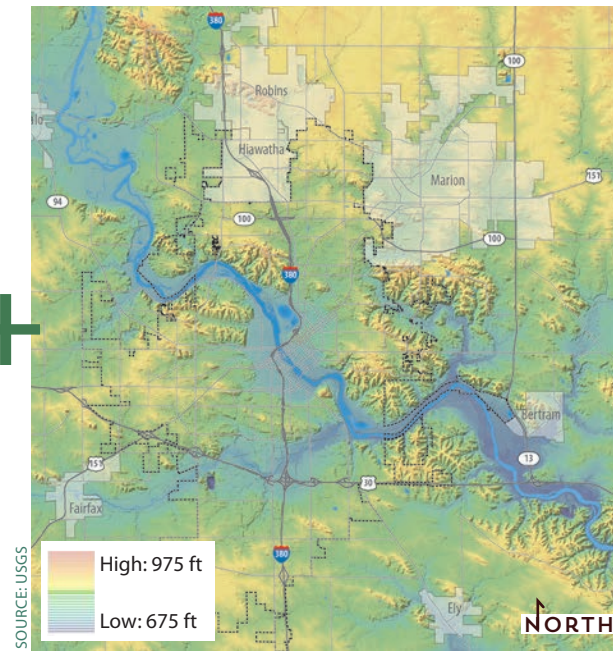 380
Robins
100
Hiawatha
Marion
151
94
100
100
380
Bertram
13
151
30
Fairfax
380
High: 975 ft
Low: 675 ft
Ely
NORTH
SOURCE: USGS